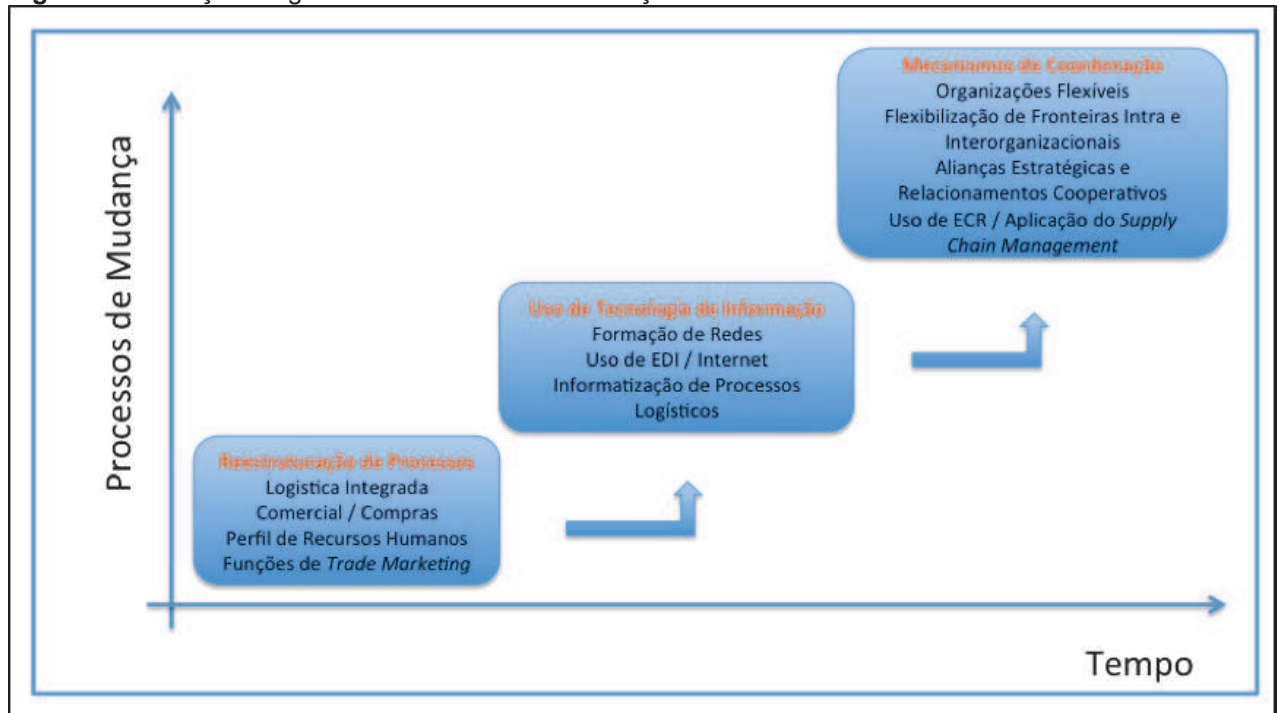 Processos de Mudança
Mecanismos de Coordenação
Organizações Flexíveis
Flexibilização de Fronteiras Intra e
Interorganizacionais
Alianças Estratégicas e
Relacionamentos Cooperativos
Uso de ECR / Aplicação do Supply
Chain Management
Uso de Tecnologia de Informação
Formação de Redes
Uso de EDI / Internet
Informatização de Processos
Logísticos
Reestruturação de Processos
Logistica Integrada
Comercial / Compras
Perfil de Recursos Humanos
Funções de Trade Marketing
Tempo